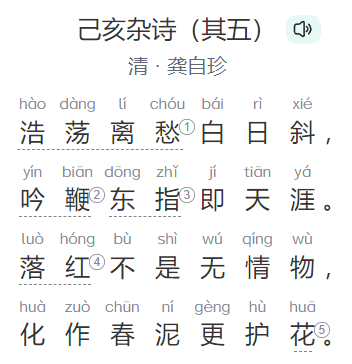 己亥杂诗（其五）
清·龚自珍
hào dàng lí chóu bái rì xié
浩荡离愁①白日斜，
yín biān dōng zhǐ jí tiān yá
吟鞭②东指③即天涯。
luò hóng bù shì wú qíng wù
落红④不是无情物，
huà zuò chūn ní gèng hù huā
化作春泥更护花⑤。